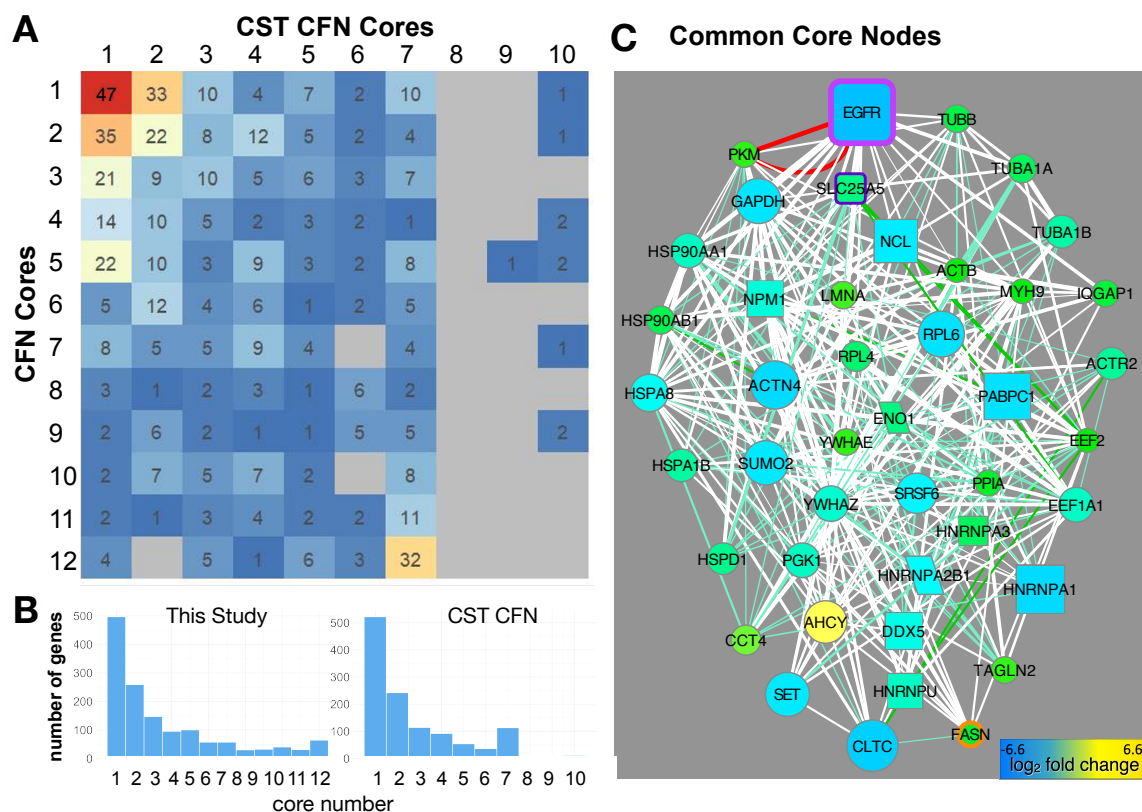 A
CST CFN Cores
1 2 3 4 5 6 7 8 9 10
CFN Cores
1 47 33 10 4 7 2 10 1
2 35 22 8 12 5 2 4 1
3 21 9 10 5 6 3 7
4 14 10 5 2 3 2 1 2
5 22 10 3 9 3 2 8 1 2
6 5 12 4 6 1 2 5
7 8 5 5 9 4 4 1
8 3 1 2 3 1 6 2
9 2 6 2 1 1 5 5 2
10 2 7 5 7 2 8
11 2 1 3 4 2 2 11
12 4 5 1 6 3 32
B
number of genes
This Study
500
400
300
200
100
0
1 2 3 4 5 6 7 8 9 10 11 12
CST CFN
500
400
300
200
100
0
1 2 3 4 5 6 7 8 9 10
core number
C Common Core Nodes
EGFR
TUBB
PKM
TUBA1A
SLC25A5
GAPDH
TUBA1B
NCL
HSP90AA1
ACTB
NPM1
LMNA
MYH9
IQGAP1
HSP90AB1
RPL6
RPL4
ACTR2
ACTN4
HSPA8
PABPC1
ENO1
YWHAE
EEF2
SUMO2
HSPA1B
PPIA
SRSF6
YWHAZ
EEF1A1
HNRNPA3
HSPD1
PGK1
HNRNPA2B1
HNRNPA1
AHCY
DDX5
CCT4
TAGLN2
SET
HNRNPU
FASN
CLTC
-6.6 6.6
log2 fold change